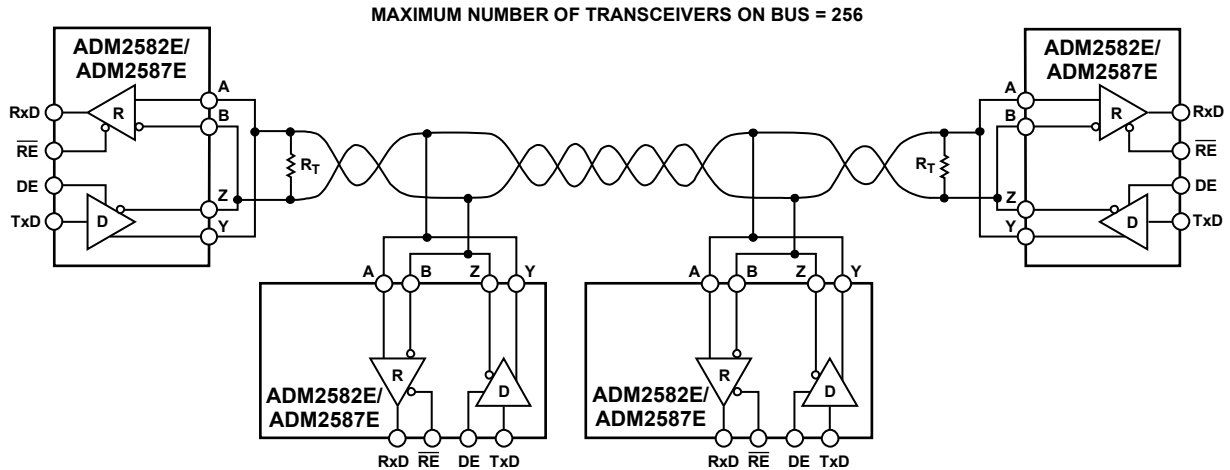 MAXIMUM NUMBER OF TRANSCEIVERS ON BUS = 256
ADM2582E/
ADM2587E
A
B
Z
Y
R
D
RxD
RE
DE
TxD
RT
RT
ADM2582E/
ADM2587E
A
B
Z
Y
R
D
RxD
RE
DE
TxD
A
B
Z
Y
R
D
ADM2582E/
ADM2587E
RxD
RE
DE
TxD
A
B
Z
Y
R
D
ADM2582E/
ADM2587E
RxD
RE
DE
TxD